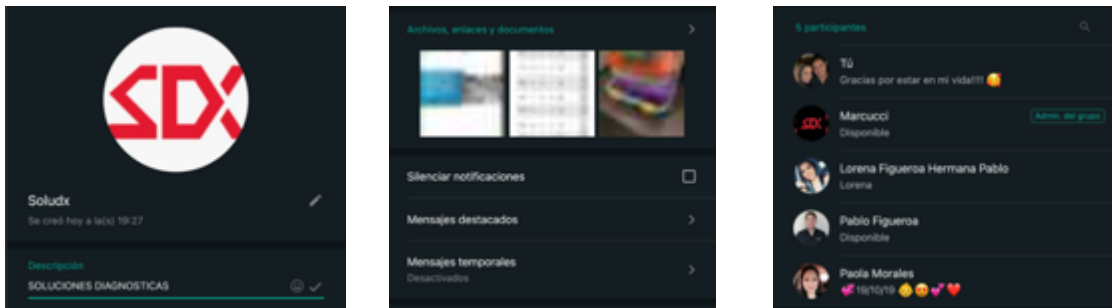 SDX
Soludx
Se creó hoy a la(s) 19:27
Descripción
SOLUCIONES DIAGNOSTICAS
Archivos, enlaces y documentos
Silenciar notificaciones
Mensajes destacados
Mensajes temporales
Desactivados
5 participantes
Tú
Gracias por estar en mi vida!!!! 🥰
SDX
Marcucci
Admin. del grupo
Disponible
Lorena Figueroa Hermana Pablo
Lorena
Pablo Figueroa
Disponible
Paola Morales
💞19/10/19 👶😍💕❤️